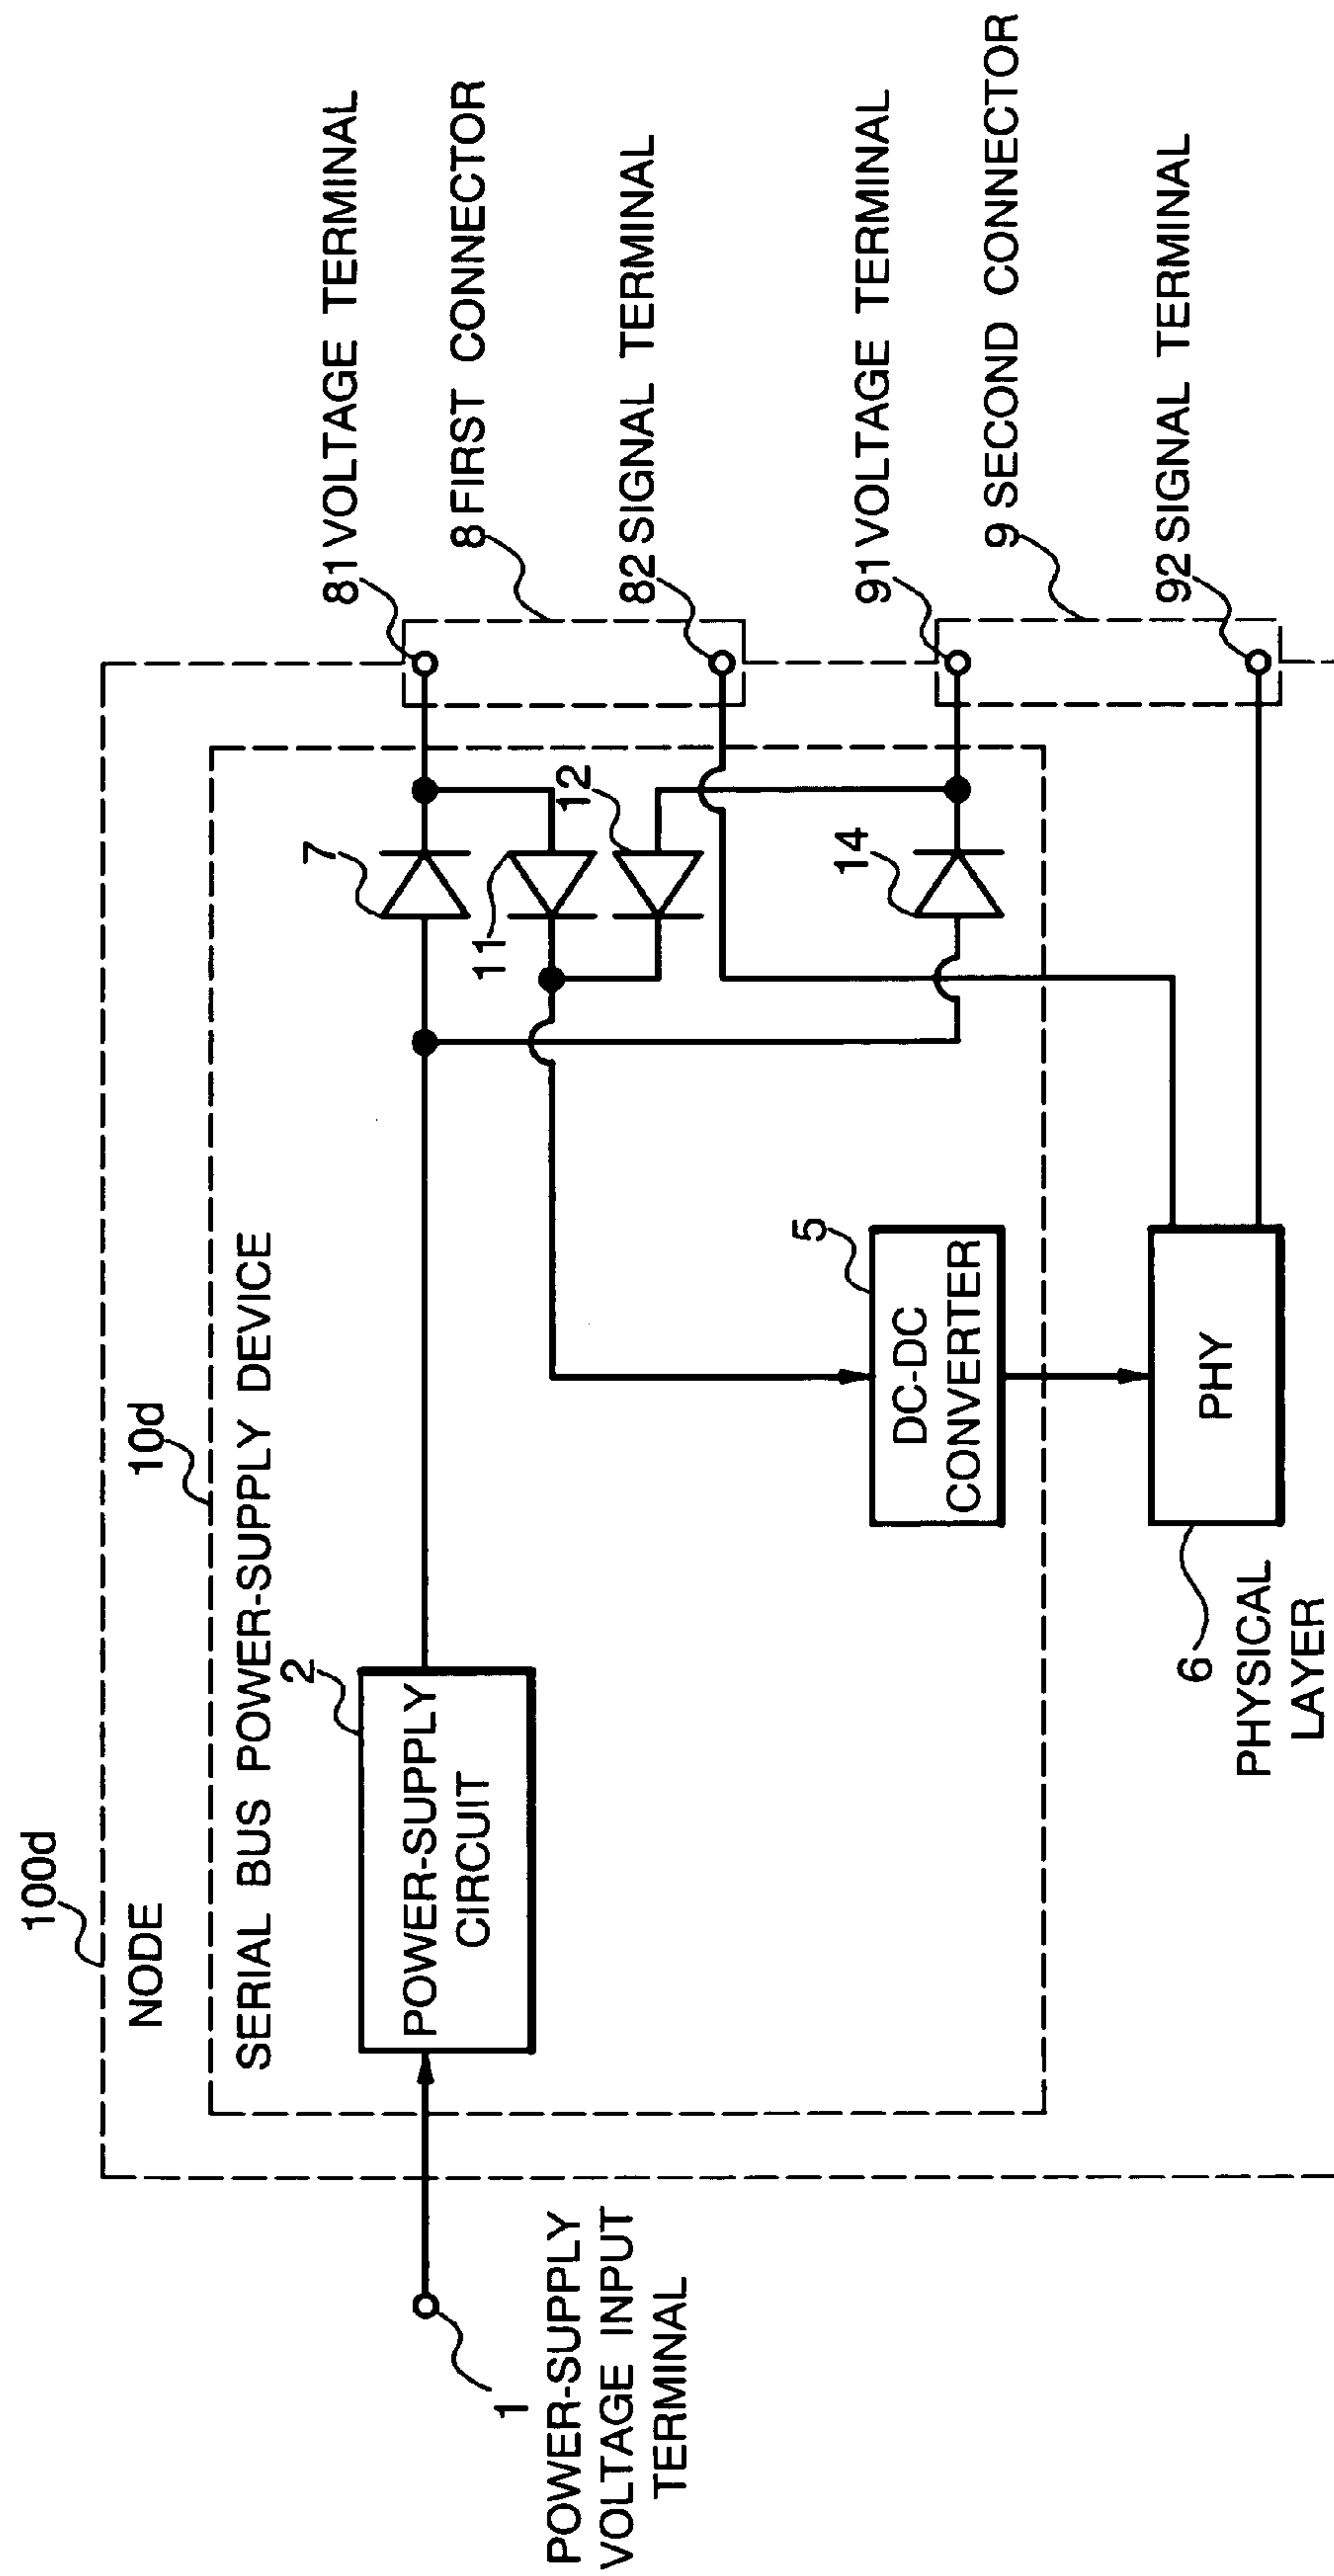 100d
NODE
10d
SERIAL BUS POWER-SUPPLY DEVICE
2
POWER-SUPPLY
CIRCUIT
1
POWER-SUPPLY
VOLTAGE INPUT
TERMINAL
7
11
12
14
5
DC-DC
CONVERTER
PHY
6
PHYSICAL
LAYER
81 VOLTAGE TERMINAL
8 FIRST CONNECTOR
82 SIGNAL TERMINAL
91 VOLTAGE TERMINAL
9 SECOND CONNECTOR
92 SIGNAL TERMINAL